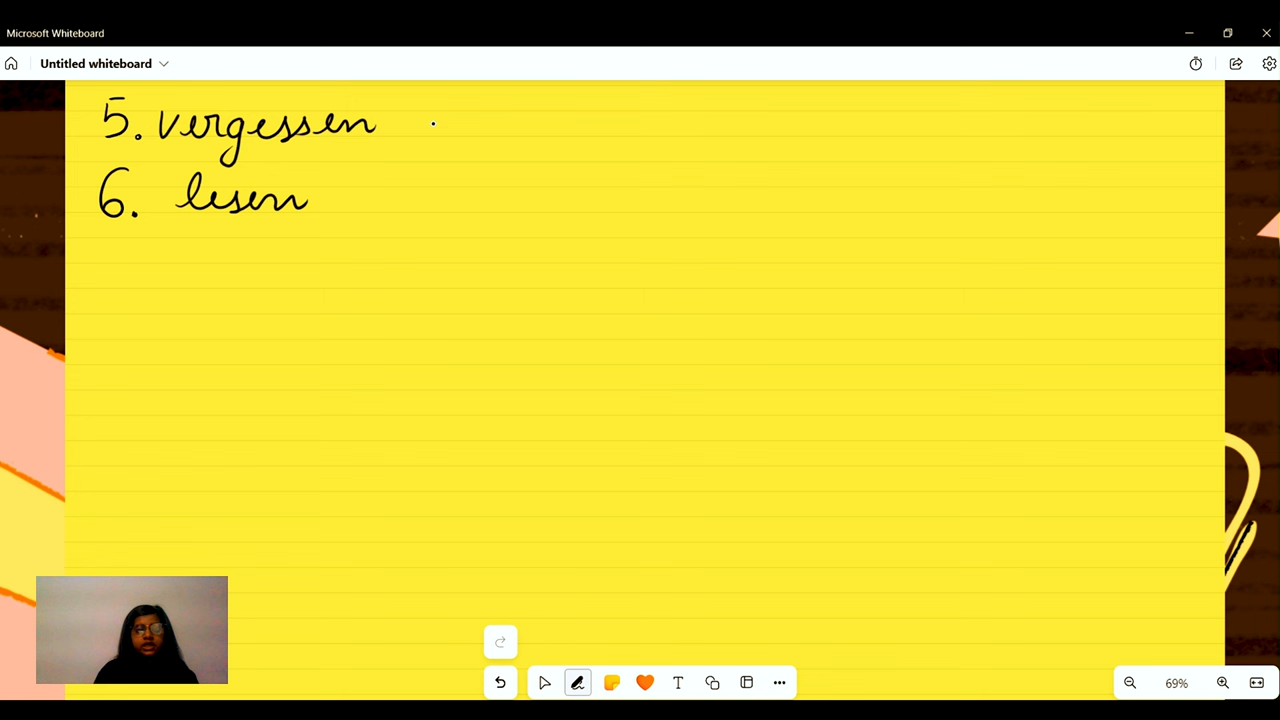 Microsoft Whiteboard
Untitled whiteboard
5. vergessen
6. lesen
T
69%